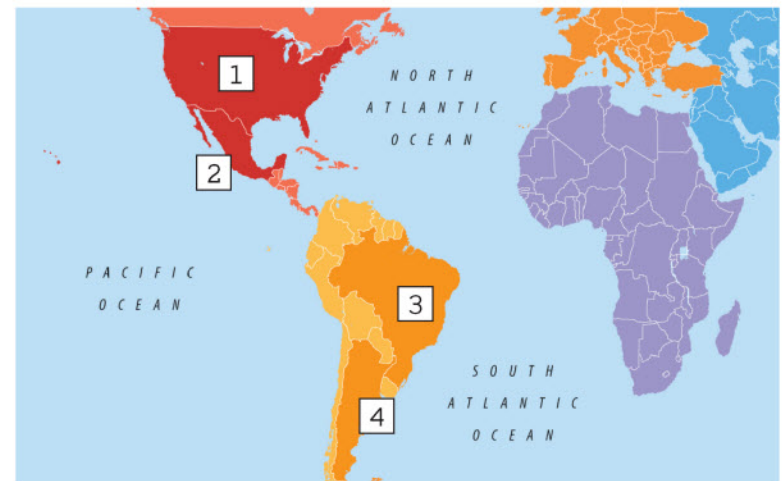 1
NORTH
ATLANTIC
OCEAN
2
PACIFIC
OCEAN
3
SOUTH
ATLANTIC
OCEAN
4